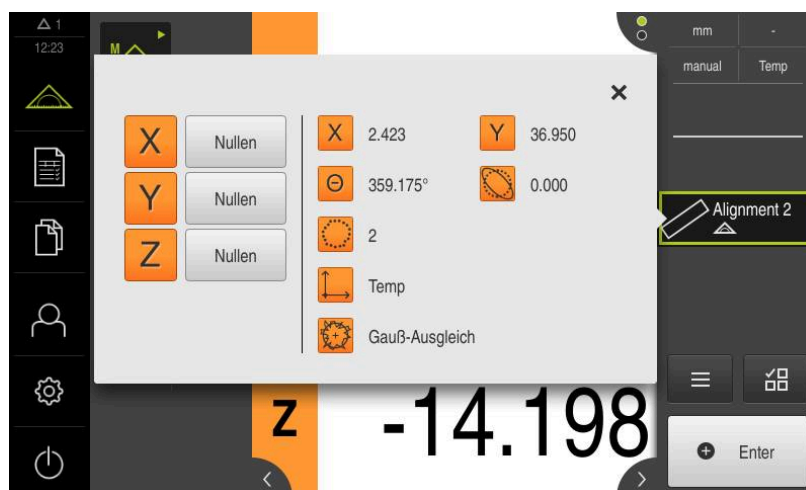 1
12:23
M
mm -
manual Temp
X Nullen
Y Nullen
Z Nullen
X 2.423 Y 36.950
Θ 359.175° 0.000
2
Temp
Gauß-Ausgleich
Alignment 2
Z -14.198
Enter